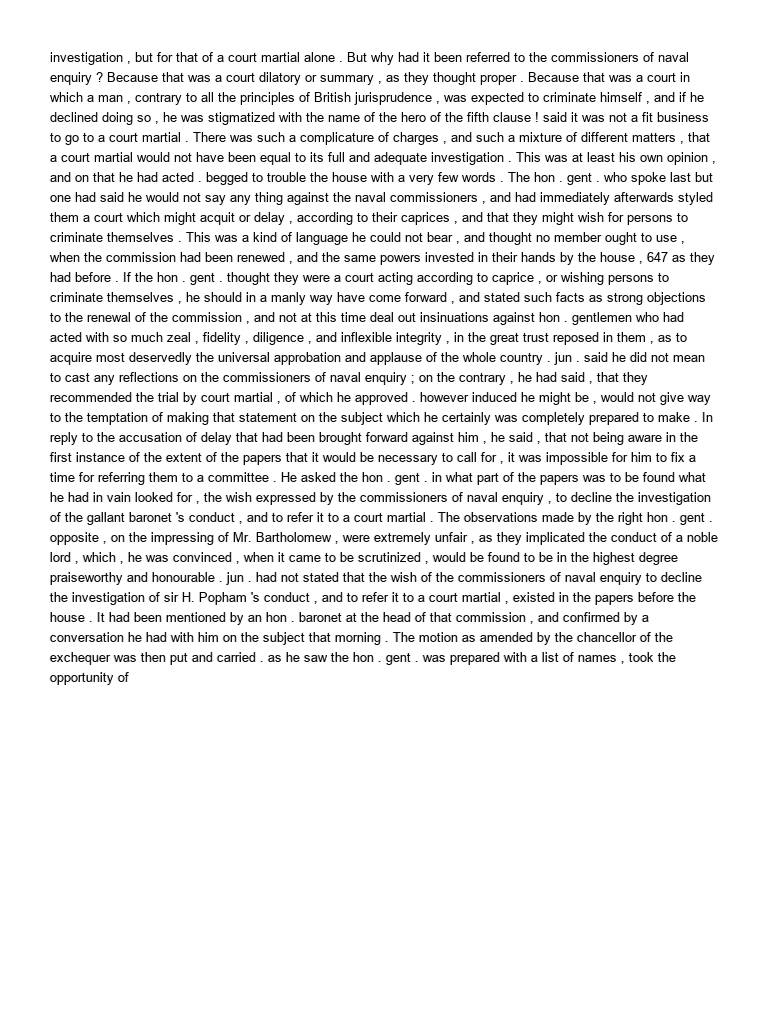 investigation , but for that of a court martial alone . But why had it been referred to the commissioners of naval
enquiry ? Because that was a court dilatory or summary , as they thought proper . Because that was a court in
which a man , contrary to all the principles of British jurisprudence , was expected to criminate himself , and if he
declined doing so , he was stigmatized with the name of the hero of the fifth clause ! said it was not a fit business
to go to a court martial . There was such a complicature of charges , and such a mixture of different matters , that
a court martial would not have been equal to its full and adequate investigation . This was at least his own opinion ,
and on that he had acted . begged to trouble the house with a very few words . The hon . gent . who spoke last but
one had said he would not say any thing against the naval commissioners , and had immediately afterwards styled
them a court which might acquit or delay , according to their caprices , and that they might wish for persons to
criminate themselves . This was a kind of language he could not bear , and thought no member ought to use ,
when the commission had been renewed , and the same powers invested in their hands by the house , 647 as they
had before . If the hon . gent . thought they were a court acting according to caprice , or wishing persons to
criminate themselves , he should in a manly way have come forward , and stated such facts as strong objections
to the renewal of the commission , and not at this time deal out insinuations against hon . gentlemen who had
acted with so much zeal , fidelity , diligence , and inflexible integrity , in the great trust reposed in them , as to
acquire most deservedly the universal approbation and applause of the whole country . jun . said he did not mean
to cast any reflections on the commissioners of naval enquiry ; on the contrary , he had said , that they
recommended the trial by court martial , of which he approved . however induced he might be , would not give way
to the temptation of making that statement on the subject which he certainly was completely prepared to make . In
reply to the accusation of delay that had been brought forward against him , he said , that not being aware in the
first instance of the extent of the papers that it would be necessary to call for , it was impossible for him to fix a
time for referring them to a committee . He asked the hon . gent . in what part of the papers was to be found what
he had in vain looked for , the wish expressed by the commissioners of naval enquiry , to decline the investigation
of the gallant baronet 's conduct , and to refer it to a court martial . The observations made by the right hon . gent .
opposite , on the impressing of Mr. Bartholomew , were extremely unfair , as they implicated the conduct of a noble
lord , which , he was convinced , when it came to be scrutinized , would be found to be in the highest degree
praiseworthy and honourable . jun . had not stated that the wish of the commissioners of naval enquiry to decline
the investigation of sir H. Popham 's conduct , and to refer it to a court martial , existed in the papers before the
house . It had been mentioned by an hon . baronet at the head of that commission , and confirmed by a
conversation he had with him on the subject that morning . The motion as amended by the chancellor of the
exchequer was then put and carried . as he saw the hon . gent . was prepared with a list of names , took the
opportunity of